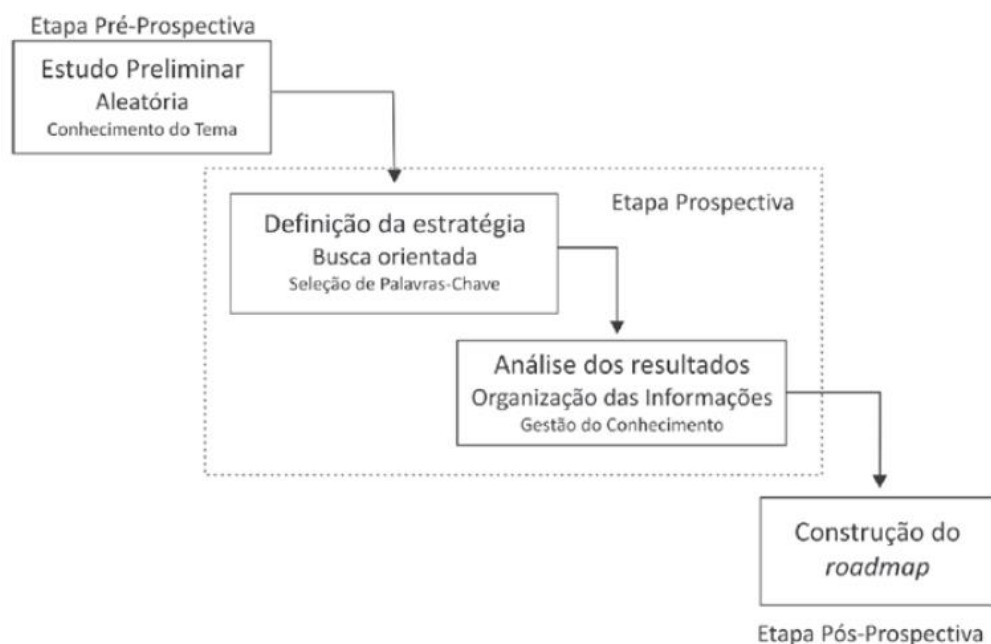 Etapa Pré-Prospectiva
Estudo Preliminar
Aleatória
Conhecimento do Tema
Etapa Prospectiva
Definição da estratégia
Busca orientada
Seleção de Palavras-Chave
Análise dos resultados
Organização das Informações
Gestão do Conhecimento
Construção do
roadmap
Etapa Pós-Prospectiva